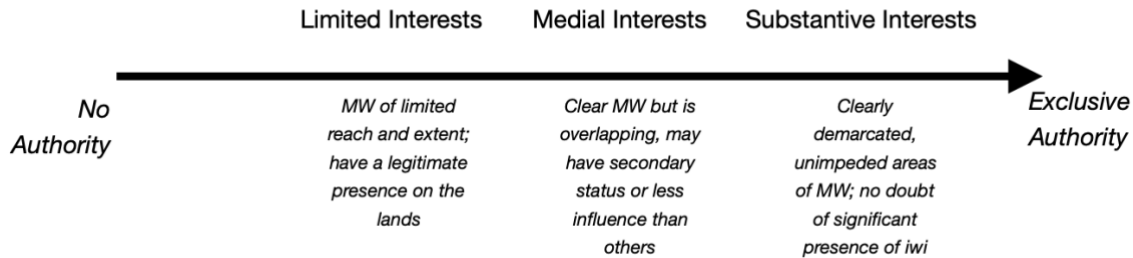 Limited Interests
Medial Interests
Substantive Interests
No
Authority
MW of limited
reach and extent;
have a legitimate
presence on the
lands
Clear MW but is
overlapping, may
have secondary
status or less
influence than
others
Clearly
demarcated,
unimpeded areas
of MW; no doubt
of significant
presence of iwi
Exclusive
Authority